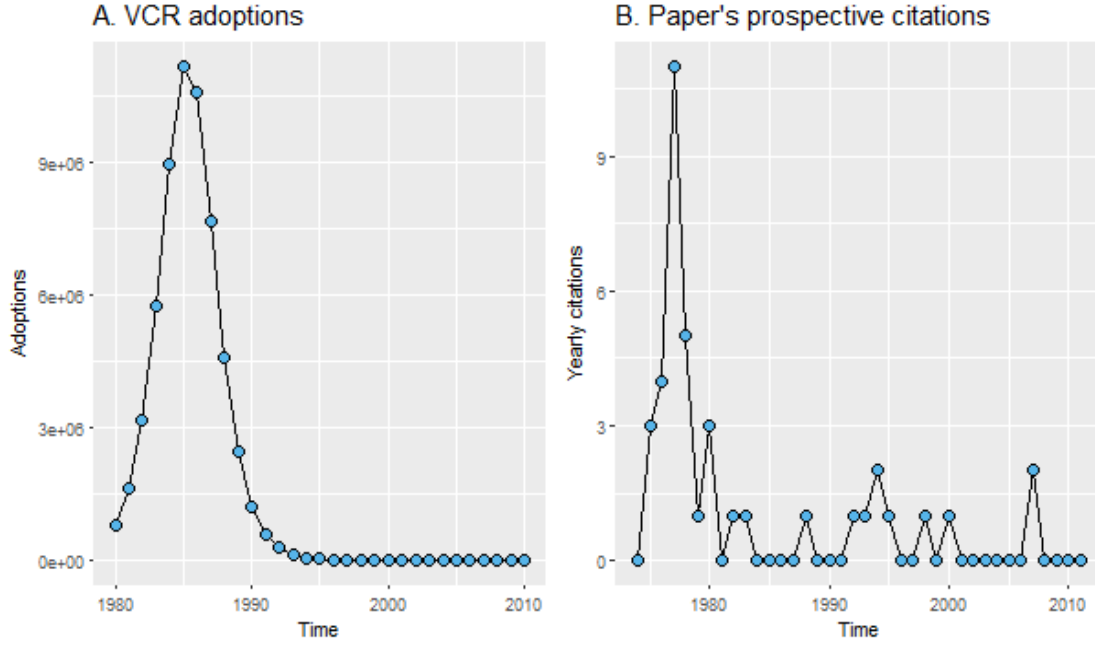 A. VCR adoptions
Adoptions
9e+06
6e+06
3e+06
0e+00
1980
1990
2000
2010
Time
B. Paper's prospective citations
Yearly citations
9
6
3
0
1980
1990
2000
2010
Time